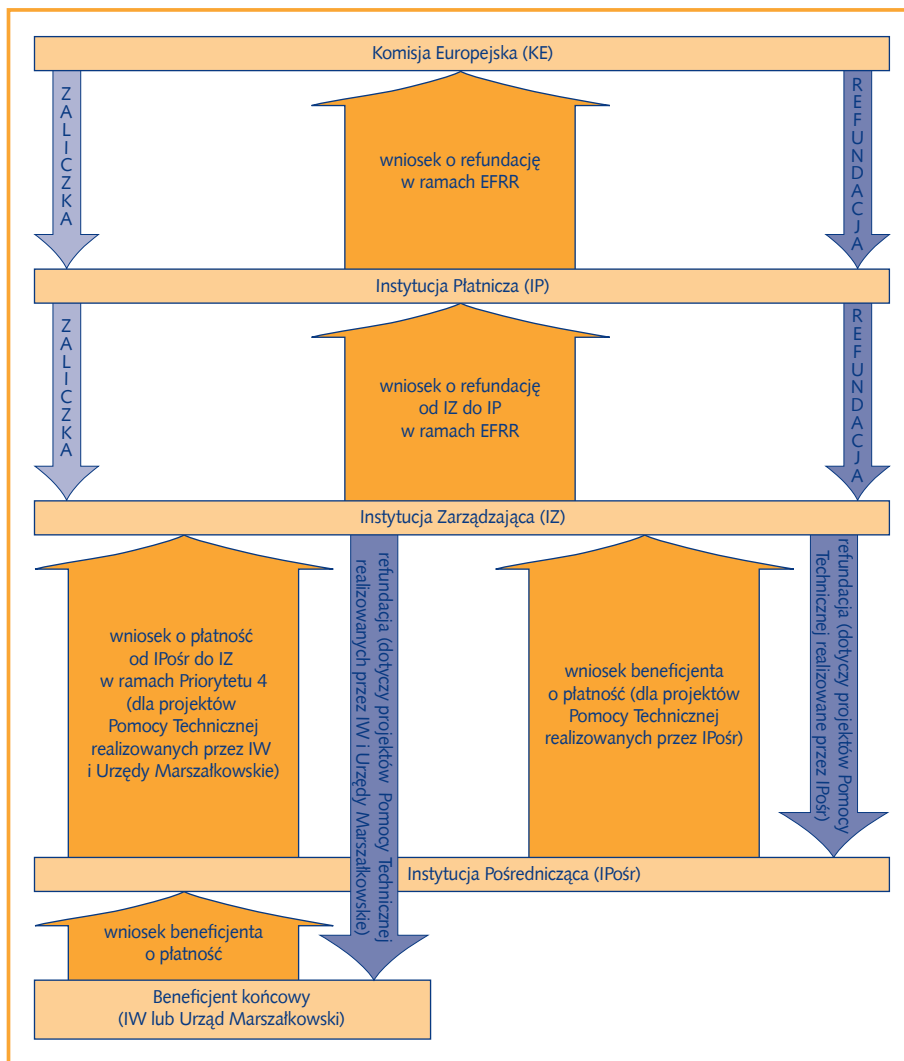 Komisja Europejska (KE)
ZALICZKA
wniosek o refundację
w ramach EFRR
REFUNDACJA
Instytucja Płatnicza (IP)
ZALICZKA
wniosek o refundację
od IZ do IP
w ramach EFRR
REFUNDACJA
Instytucja Zarządzająca (IZ)
wniosek o płatność
od IPośr do IZ
w ramach Priorytetu 4
(dla projektów
Pomocy Technicznej
realizowanych przez IW
i Urzędy Marszałkowskie)
refundacja (dotyczy projektów Pomocy Technicznej
realizowanych przez IW i Urzędy Marszałkowskie)
wniosek beneficjenta
o płatność (dla projektów
Pomocy Technicznej
realizowanych przez IPośr)
refundacja (dotyczy projektów Pomocy
Technicznej realizowane przez IPośr)
Instytucja Pośrednicząca (IPośr)
wniosek beneficjenta
o płatność
Beneficjent końcowy
(IW lub Urząd Marszałkowski)